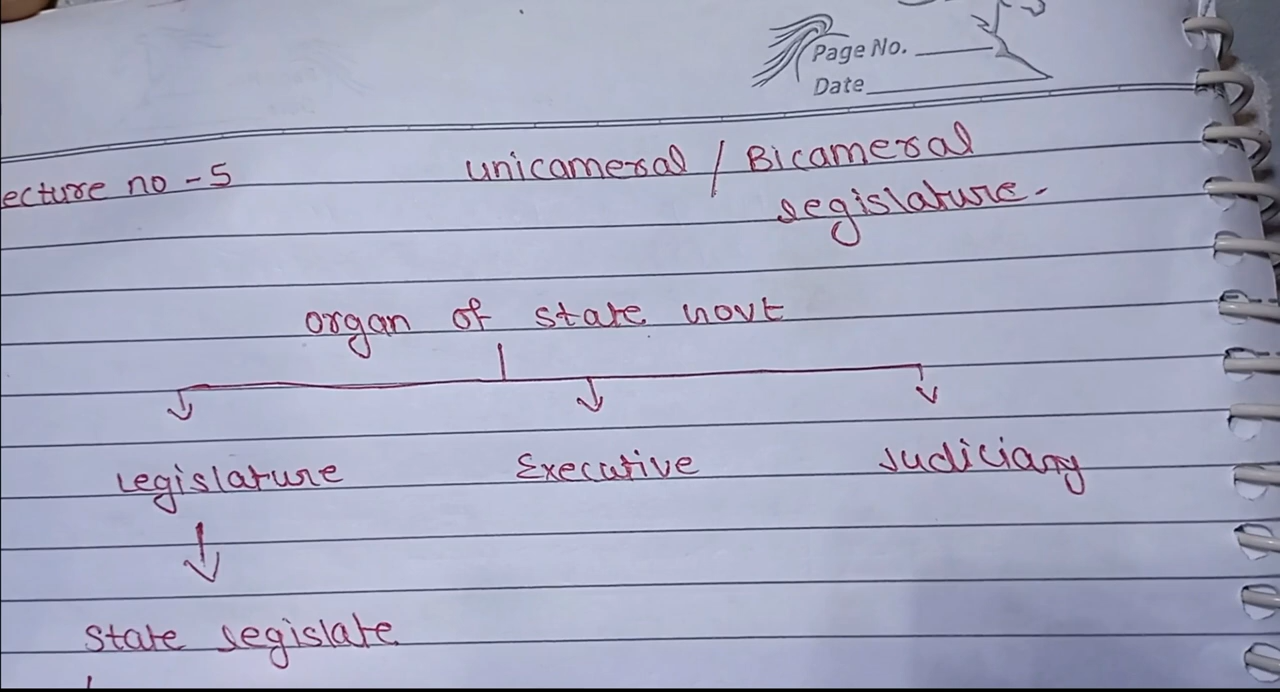 Page No.
Date
ecture no - 5
unicameral / Bicameral
legislature -
organ of state Govt
legislature Executive Judiciary
state legislate